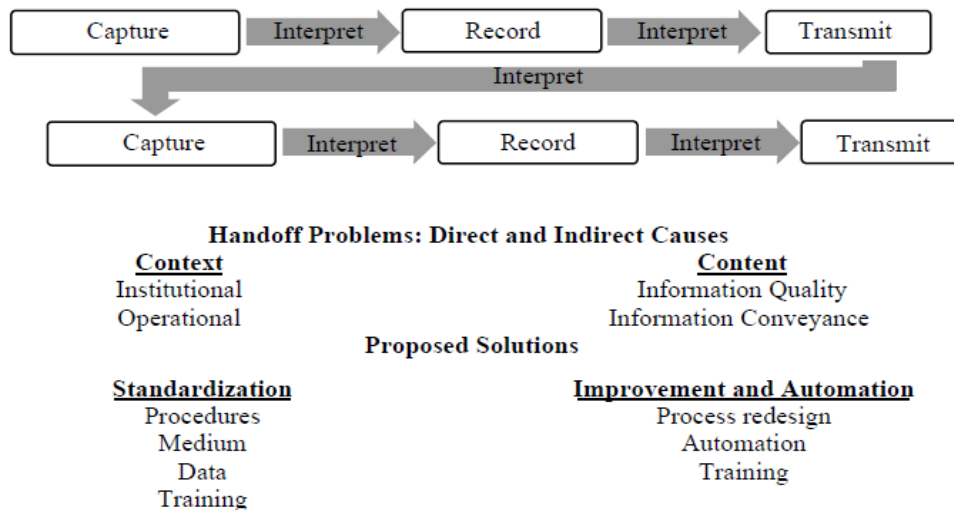 Capture Interpret Record Interpret Transmit
Interpret
Capture Interpret Record Interpret Transmit
Handoff Problems: Direct and Indirect Causes
Context Content
Institutional Information Quality
Operational Information Conveyance
Proposed Solutions
Standardization Improvement and Automation
Procedures Process redesign
Medium Automation
Data Training
Training